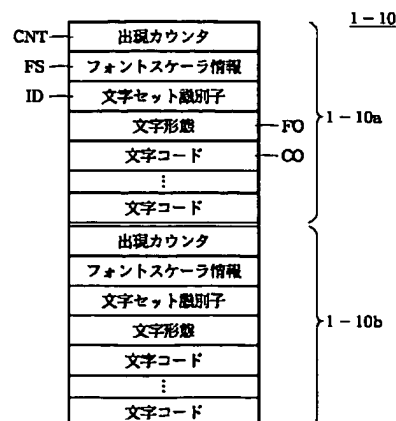 1-10
CNT 出現カウンタ
FS フォントスケーラ情報
ID 文字セット識別子
文字形態 FO
1-10a
文字コード CO
⋮
文字コード
出現カウンタ
フォントスケーラ情報
文字セット識別子
文字形態
1-10b
文字コード
⋮
文字コード